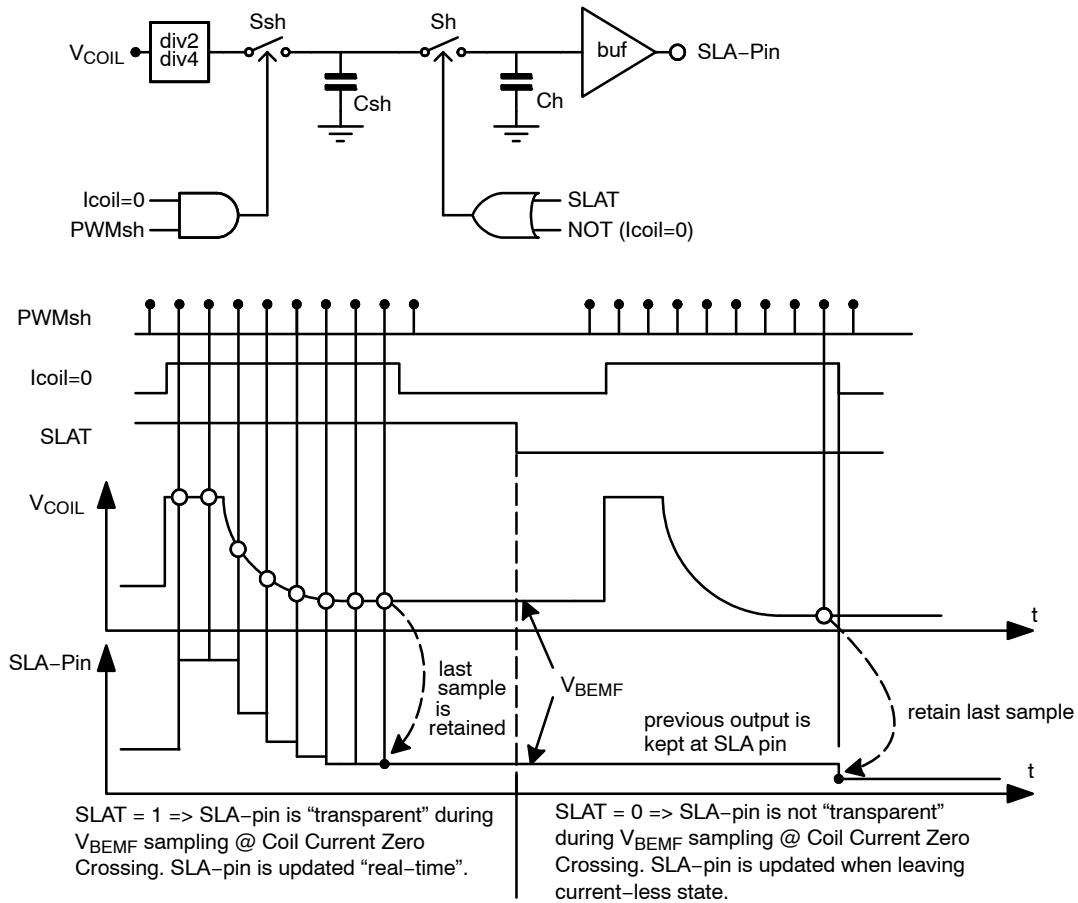 Ssh
Sh
V_COIL
div2
div4
buf
SLA−Pin
Csh
Ch
Icoil=0
PWMsh
SLAT
NOT (Icoil=0)
PWMsh
Icoil=0
SLAT
V_COIL
t
SLA−Pin
last
sample
is
retained
V_BEMF
previous output is
kept at SLA pin
retain last sample
t
SLAT = 1 => SLA−pin is “transparent” during
V_BEMF sampling @ Coil Current Zero
Crossing. SLA−pin is updated “real-time”.
SLAT = 0 => SLA−pin is not “transparent”
during V_BEMF sampling @ Coil Current Zero
Crossing. SLA−pin is updated when leaving
current−less state.